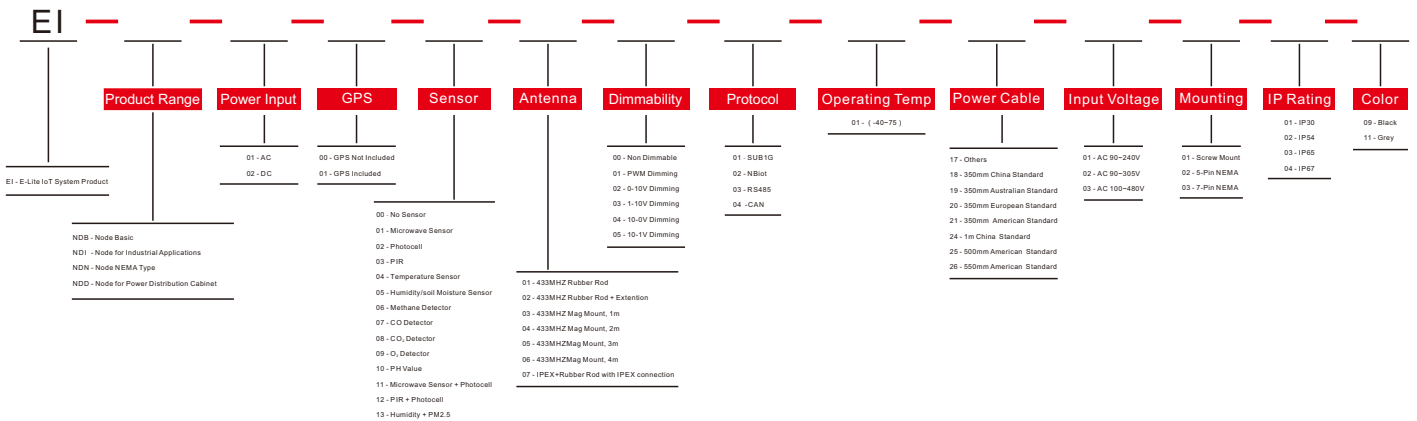 EI
Product Range
Power Input
GPS
Sensor
Antenna
Dimmability
Protocol
Operating Temp
Power Cable
Input Voltage
Mounting
IP Rating
Color
EI - E-Lite IoT System Product
NDB - Node Basic
NDI - Node for Industrial Applications
NDN - Node NEMA Type
NDD - Node for Power Distribution Cabinet
01 - AC
02 - DC
00 - GPS Not Included
01 - GPS Included
00 - No Sensor
01 - Microwave Sensor
02 - Photocell
03 - PIR
04 - Temperature Sensor
05 - Humidity/soil Moisture Sensor
06 - Methane Detector
07 - CO Detector
08 - CO₂ Detector
09 - O₂ Detector
10 - PH Value
11 - Microwave Sensor + Photocell
12 - PIR + Photocell
13 - Humidity + PM2.5
01 - 433MHZ Rubber Rod
02 - 433MHZ Rubber Rod + Extention
03 - 433MHZ Mag Mount, 1m
04 - 433MHZ Mag Mount, 2m
05 - 433MHZMag Mount, 3m
06 - 433MHZMag Mount, 4m
07 - IPEX+Rubber Rod with IPEX connection
00 - Non Dimmable
01 - PWM Dimming
02 - 0-10V Dimming
03 - 1-10V Dimming
04 - 10-0V Dimming
05 - 10-1V Dimming
01 - SUB1G
02 - NBiot
03 - RS485
04 -CAN
01 - ( -40~75 )
17 - Others
18 - 350mm China Standard
19 - 350mm Australian Standard
20 - 350mm European Standard
21 - 350mm American Standard
24 - 1m China Standard
25 - 500mm American Standard
26 - 550mm American Standard
01 - AC 90~240V
02 - AC 90~305V
03 - AC 100~480V
01 - Screw Mount
02 - 5-Pin NEMA
03 - 7-Pin NEMA
01 - IP30
02 - IP54
03 - IP65
04 - IP67
09 - Black
11 - Grey